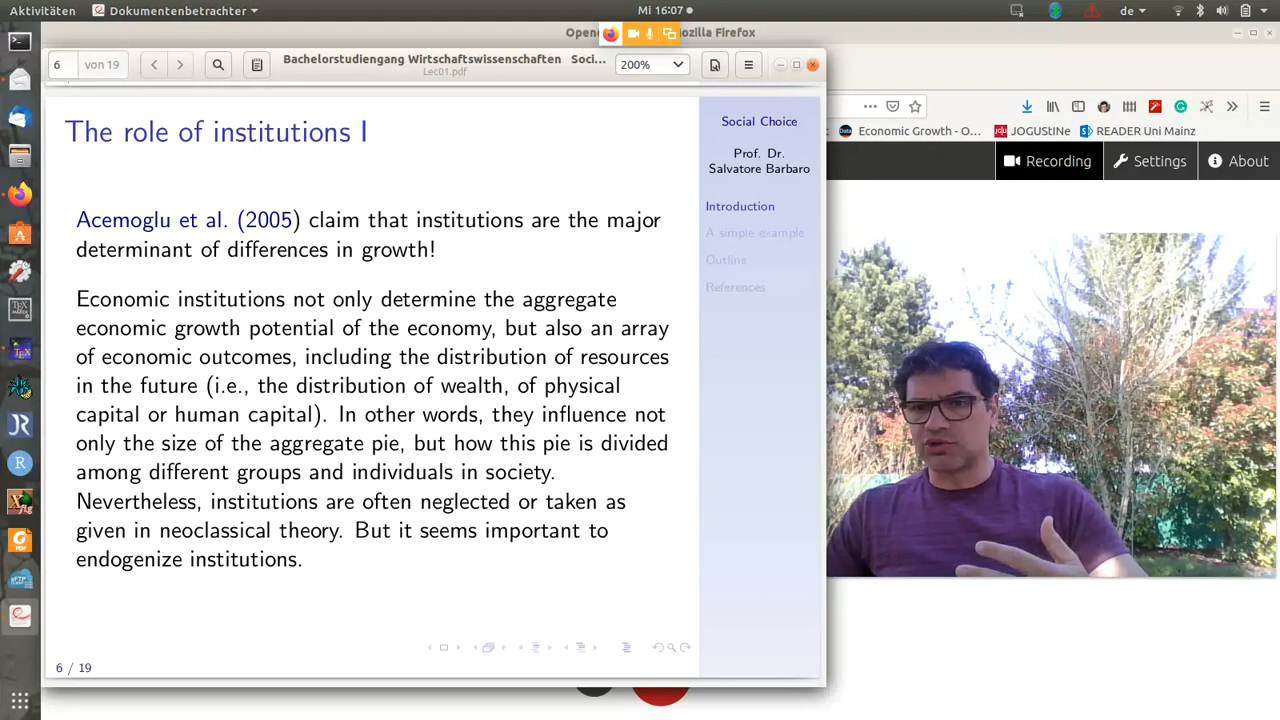 Aktivitäten
Dokumentenbetrachter
Mi 16:07
de
6
von 19
Bachelorstudiengang Wirtschaftswissenschaften Soci...
Lec01.pdf
200%
ozilla Firefox
Economic Growth - O...
JOGUStINe
READER Uni Mainz
Recording
Settings
About
The role of institutions I
Acemoglu et al. (2005) claim that institutions are the major
determinant of differences in growth!
Economic institutions not only determine the aggregate
economic growth potential of the economy, but also an array
of economic outcomes, including the distribution of resources
in the future (i.e., the distribution of wealth, of physical
capital or human capital). In other words, they influence not
only the size of the aggregate pie, but how this pie is divided
among different groups and individuals in society.
Nevertheless, institutions are often neglected or taken as
given in neoclassical theory. But it seems important to
endogenize institutions.
6 / 19
Social Choice
Prof. Dr.
Salvatore Barbaro
Introduction
A simple example
Outline
References